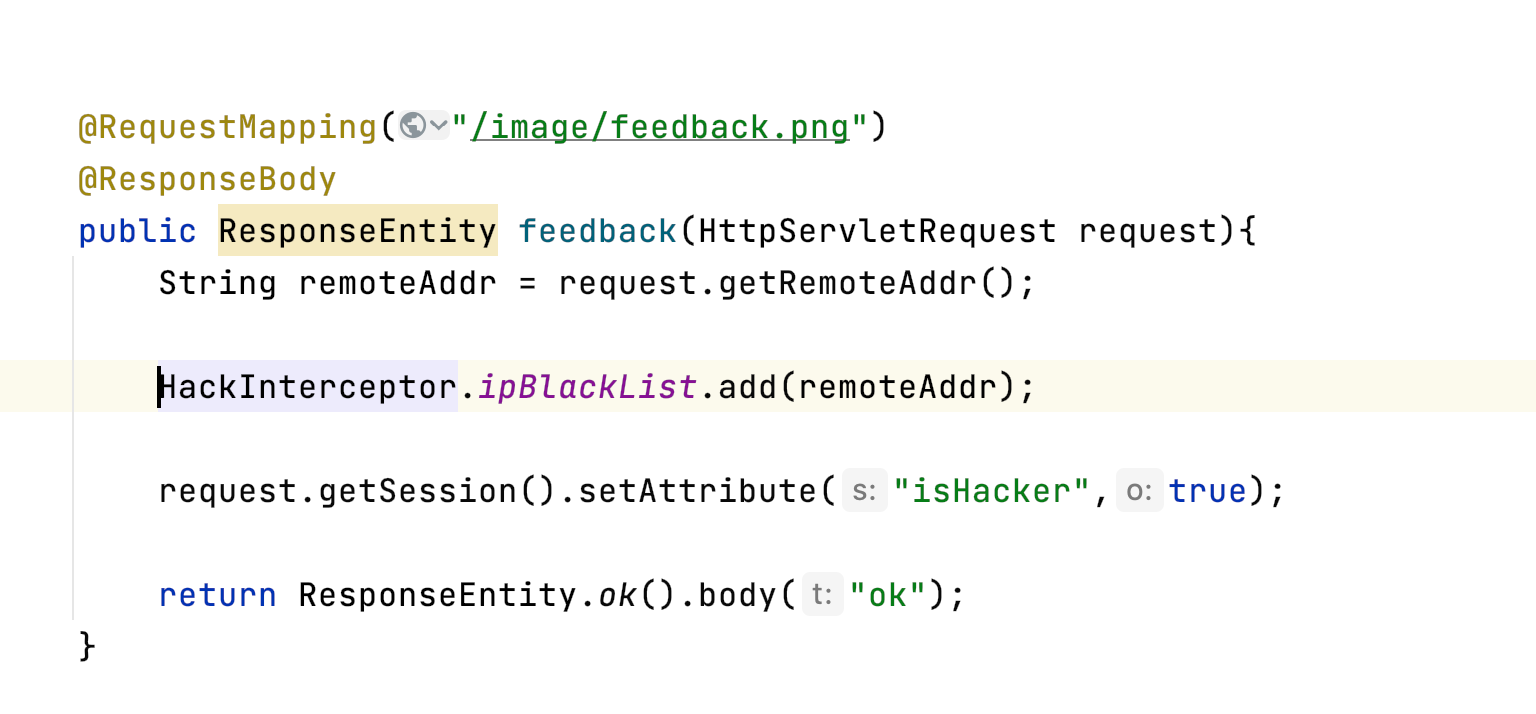 @RequestMapping("/image/feedback.png")
@ResponseBody
public ResponseEntity feedback(HttpServletRequest request){
String remoteAddr = request.getRemoteAddr();
HackInterceptor.ipBlackList.add(remoteAddr);
request.getSession().setAttribute( s: "isHacker", o: true);
return ResponseEntity.ok().body( t: "ok");
}